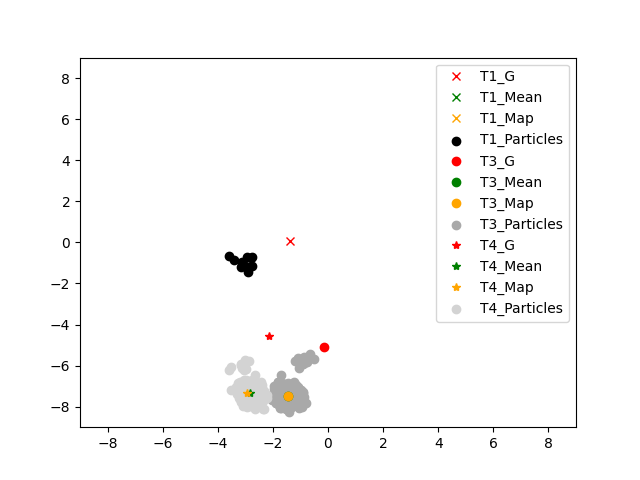 8
6
4
2
0
−2
−4
−6
−8
−8
−6
−4
−2
0
2
4
6
8
T1_G
T1_Mean
T1_Map
T1_Particles
T3_G
T3_Mean
T3_Map
T3_Particles
T4_G
T4_Mean
T4_Map
T4_Particles